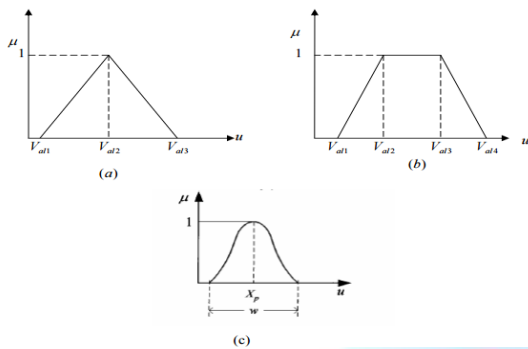 μ
1
V_al1 V_al2 V_al3 u
(a)
μ
1
V_al1 V_al2 V_al3 V_al4 u
(b)
μ
1
X_p u
w
(c)